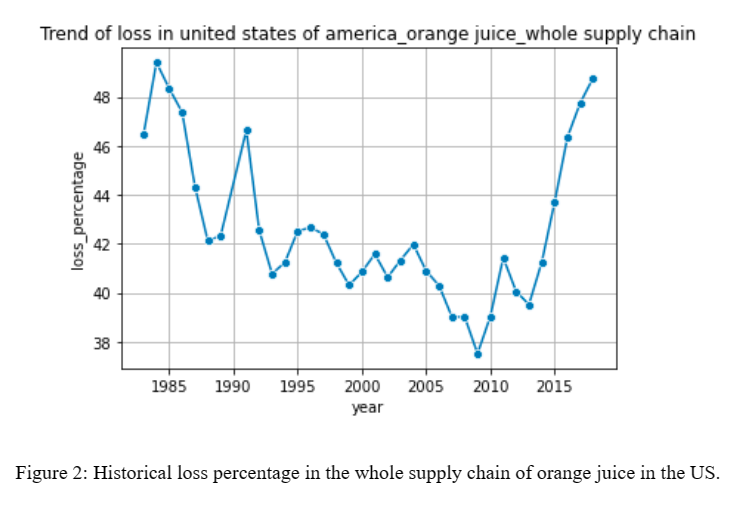 Trend of loss in united states of america_orange juice_whole supply chain
loss_percentage
48
46
44
42
40
38
1985 1990 1995 2000 2005 2010 2015
year
Figure 2: Historical loss percentage in the whole supply chain of orange juice in the US.